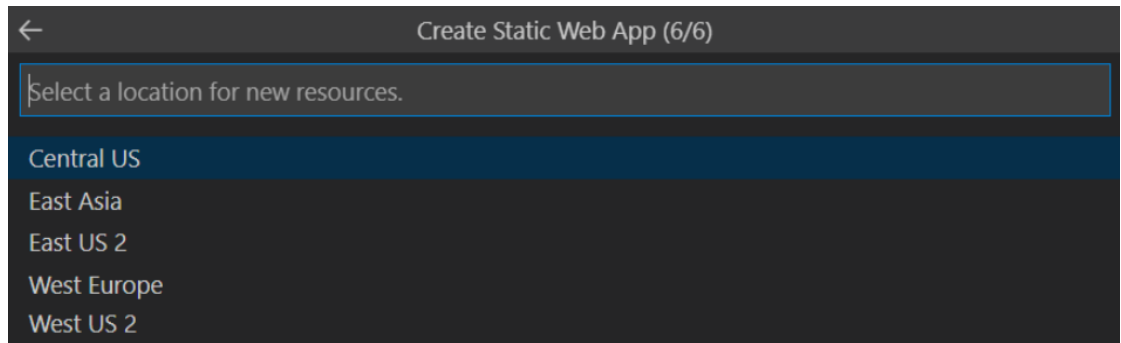 Create Static Web App (6/6)
Select a location for new resources.
Central US
East Asia
East US 2
West Europe
West US 2